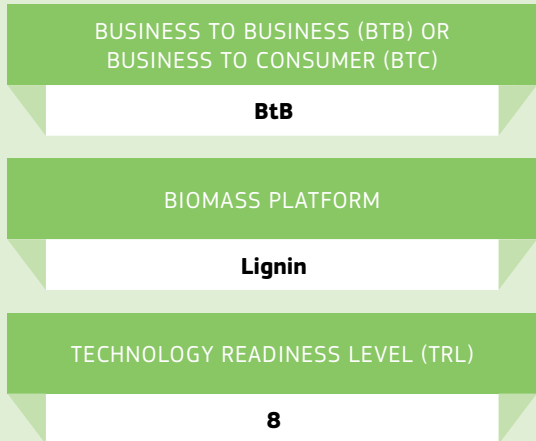 BUSINESS TO BUSINESS (BTB) OR
BUSINESS TO CONSUMER (BTC)
BtB
BIOMASS PLATFORM
Lignin
TECHNOLOGY READINESS LEVEL (TRL)
8